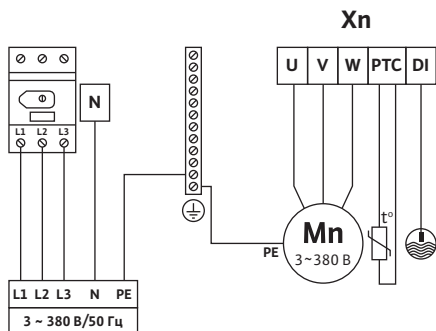 Xn
U V W PTC DI
N
L1 L2 L3
t°
Mn
3~380 В
PE
L1 L2 L3 N PE
3 ~ 380 В/50 Гц